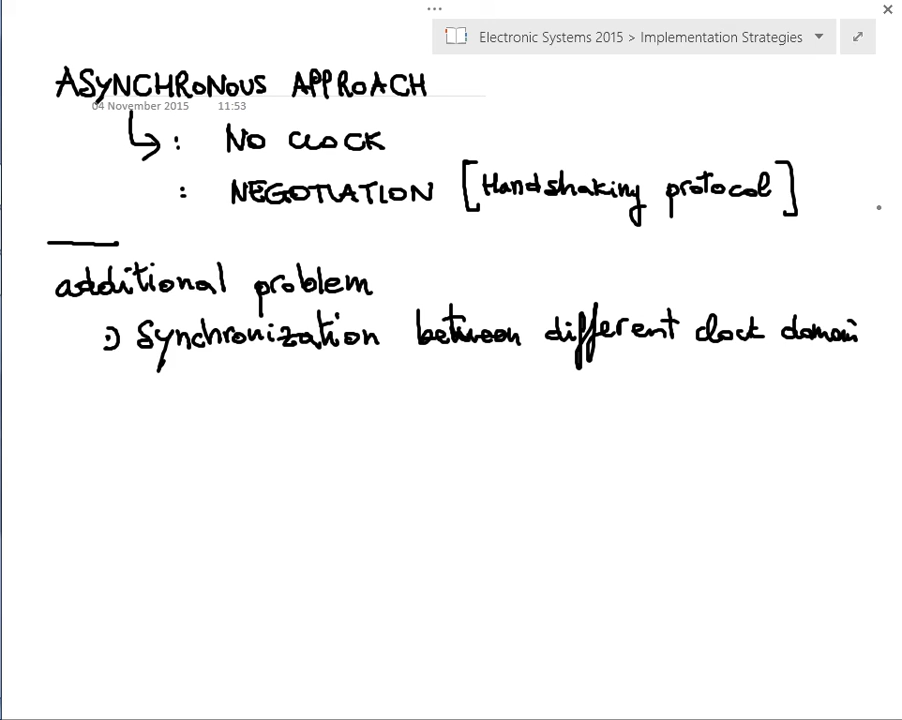 Electronic Systems 2015 > Implementation Strategies
ASYNCHRONOUS APPROACH
04 November 2015 11:53
: NO CLOCK
: NEGOTIATION [Handshaking protocol]
additional problem
:) Synchronization between different clock domain